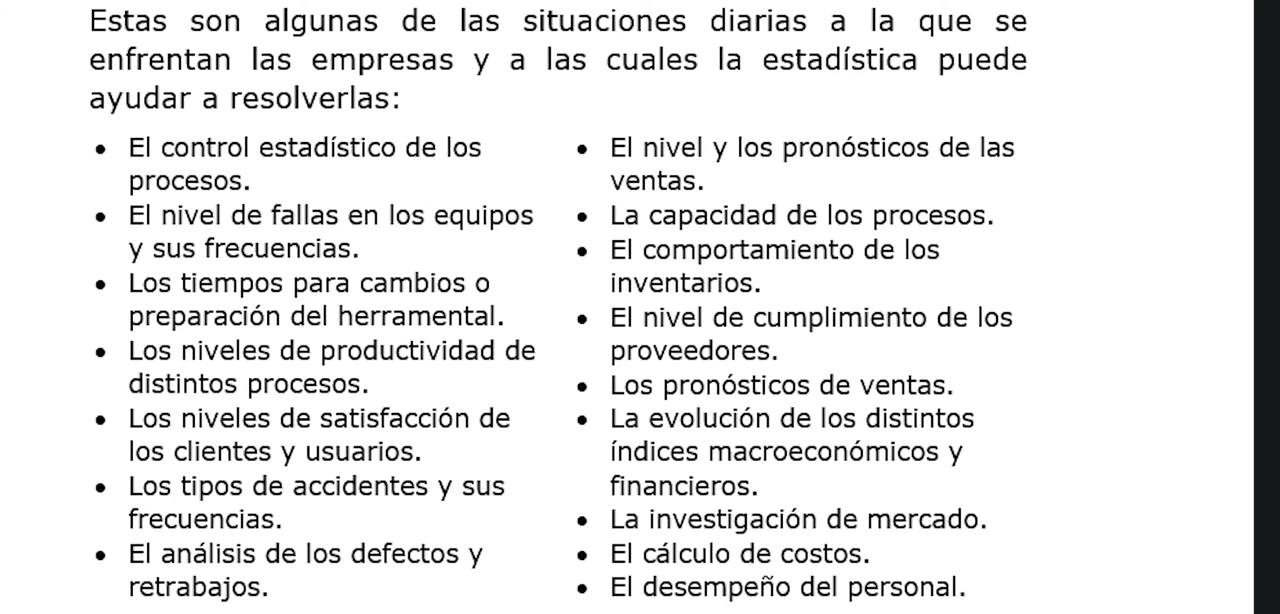 Estas son algunas de las situaciones diarias a la que se
enfrentan las empresas y a las cuales la estadística puede
ayudar a resolverlas:
• El control estadístico de los
procesos.
• El nivel de fallas en los equipos
y sus frecuencias.
• Los tiempos para cambios o
preparación del herramental.
• Los niveles de productividad de
distintos procesos.
• Los niveles de satisfacción de
los clientes y usuarios.
• Los tipos de accidentes y sus
frecuencias.
• El análisis de los defectos y
retrabajos.
• El nivel y los pronósticos de las
ventas.
• La capacidad de los procesos.
• El comportamiento de los
inventarios.
• El nivel de cumplimiento de los
proveedores.
• Los pronósticos de ventas.
• La evolución de los distintos
índices macroeconómicos y
financieros.
• La investigación de mercado.
• El cálculo de costos.
• El desempeño del personal.